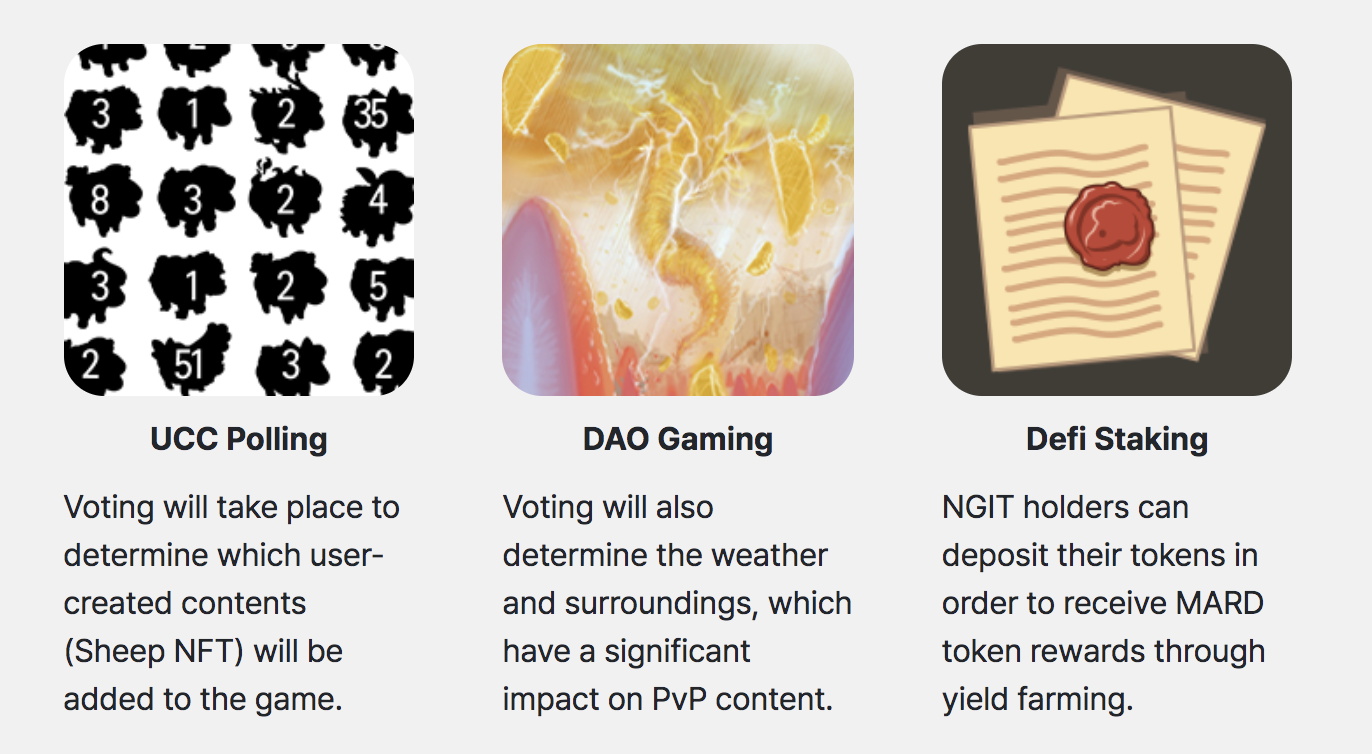 3 1 2 35
8 3 2 4
3 1 2 5
2 51 3 2
UCC Polling
Voting will take place to
determine which user-
created contents
(Sheep NFT) will be
added to the game.
DAO Gaming
Voting will also
determine the weather
and surroundings, which
have a significant
impact on PvP content.
Defi Staking
NGIT holders can
deposit their tokens in
order to receive MARD
token rewards through
yield farming.